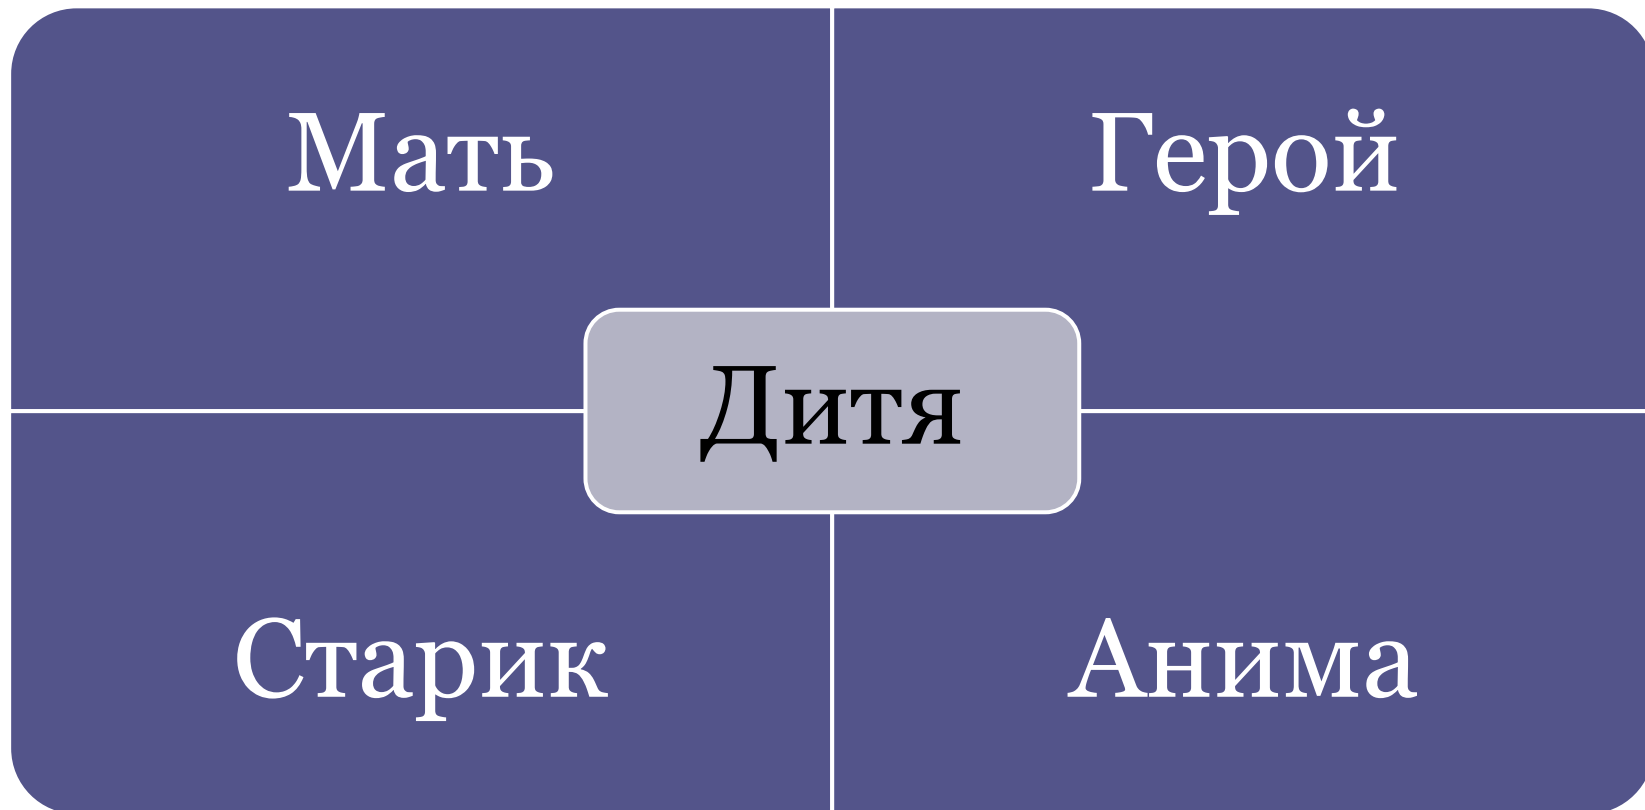 Мать
Герой
Дитя
Старик
Анима